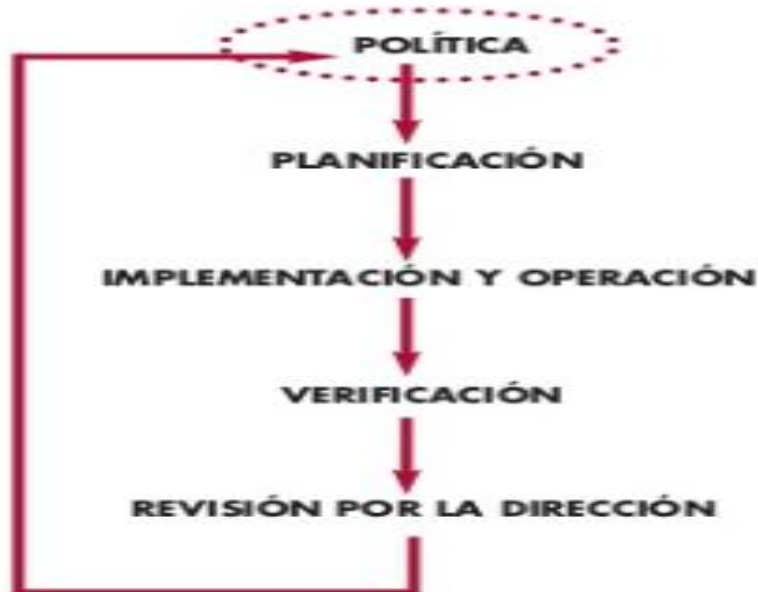 POLÍTICA
PLANIFICACIÓN
IMPLEMENTACIÓN Y OPERACIÓN
VERIFICACIÓN
REVISIÓN POR LA DIRECCIÓN